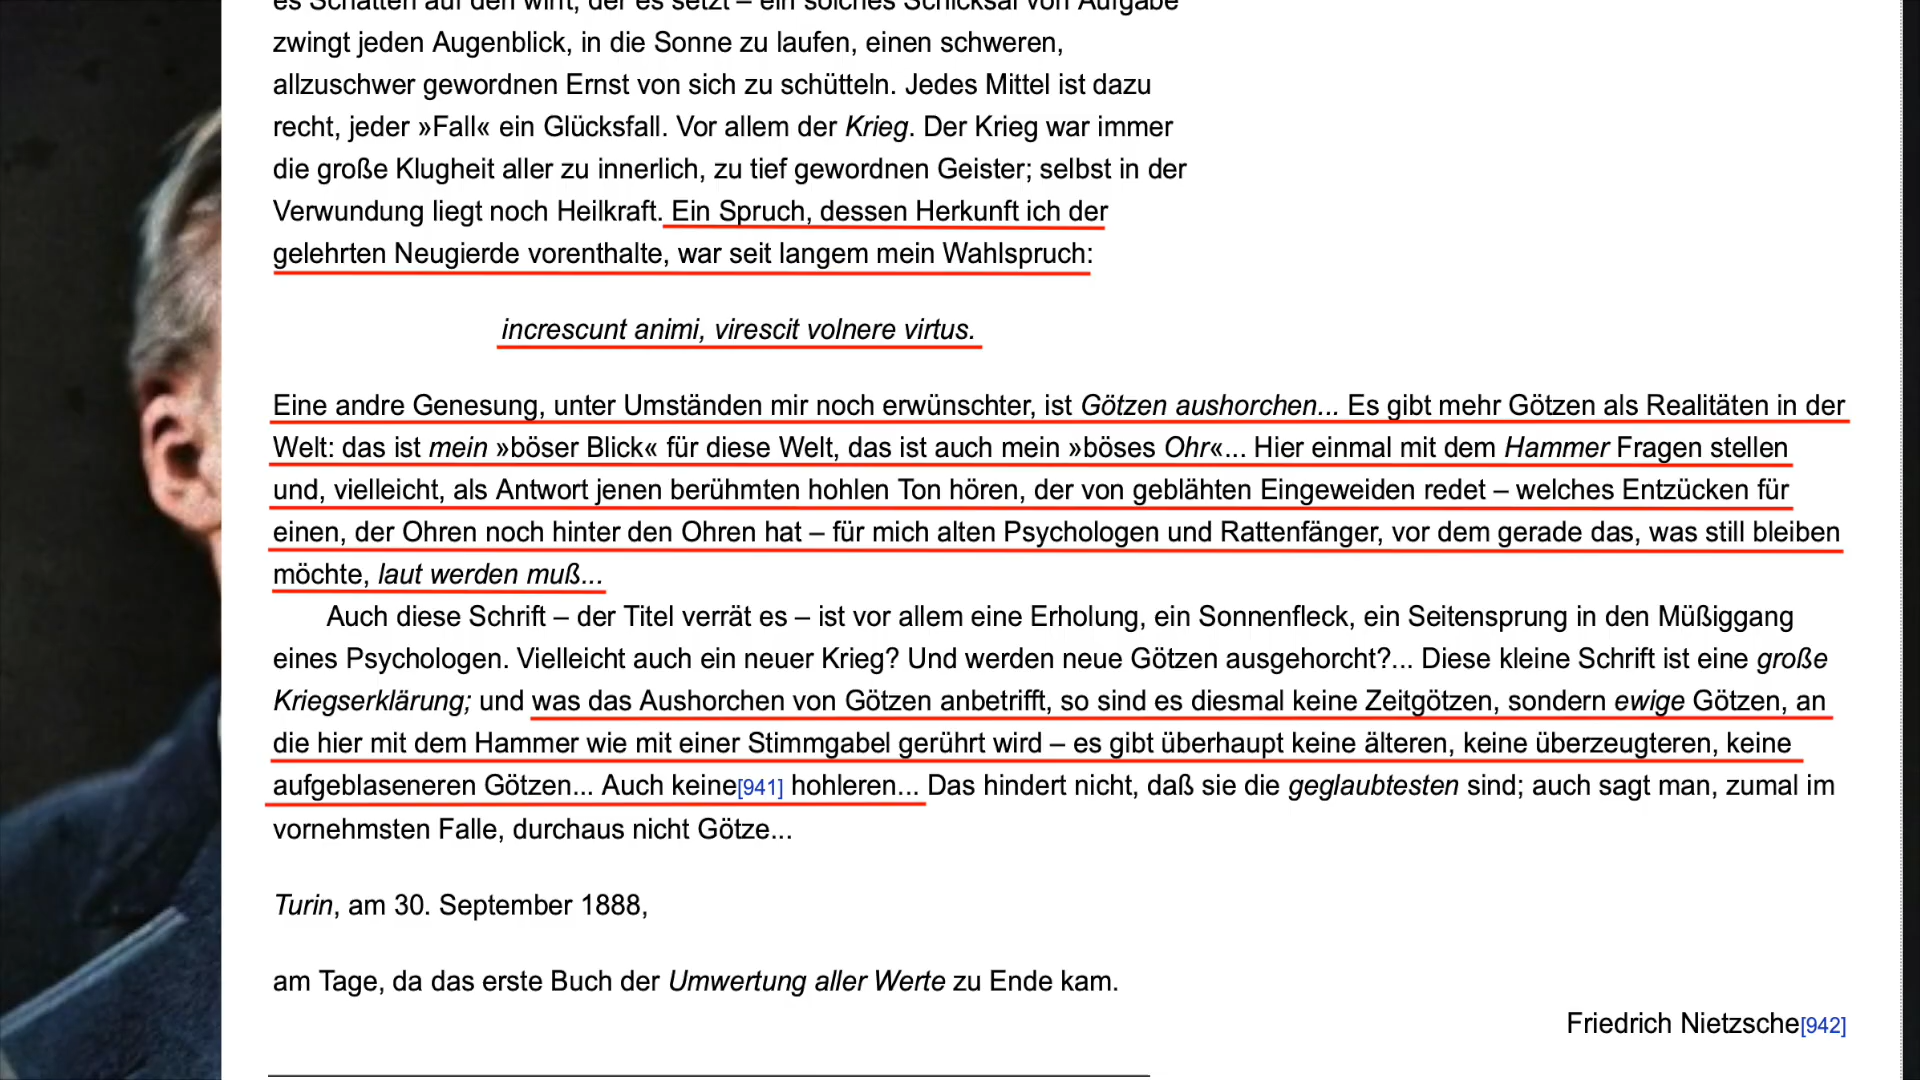 es Schatten auf den wirft, der es setzt – ein solches Schicksal von Aufgabe
zwingt jeden Augenblick, in die Sonne zu laufen, einen schweren,
allzuschwer gewordnen Ernst von sich zu schütteln. Jedes Mittel ist dazu
recht, jeder »Fall« ein Glücksfall. Vor allem der Krieg. Der Krieg war immer
die große Klugheit aller zu innerlich, zu tief gewordnen Geister; selbst in der
Verwundung liegt noch Heilkraft. Ein Spruch, dessen Herkunft ich der
gelehrten Neugierde vorenthalte, war seit langem mein Wahlspruch:
increscunt animi, virescit volnere virtus.
Eine andre Genesung, unter Umständen mir noch erwünschter, ist Götzen aushorchen... Es gibt mehr Götzen als Realitäten in der
Welt: das ist mein »böser Blick« für diese Welt, das ist auch mein »böses Ohr«... Hier einmal mit dem Hammer Fragen stellen
und, vielleicht, als Antwort jenen berühmten hohlen Ton hören, der von geblähten Eingeweiden redet – welches Entzücken für
einen, der Ohren noch hinter den Ohren hat – für mich alten Psychologen und Rattenfänger, vor dem gerade das, was still bleiben
möchte, laut werden muß...
Auch diese Schrift – der Titel verrät es – ist vor allem eine Erholung, ein Sonnenfleck, ein Seitensprung in den Müßiggang
eines Psychologen. Vielleicht auch ein neuer Krieg? Und werden neue Götzen ausgehorcht?... Diese kleine Schrift ist eine große
Kriegserklärung; und was das Aushorchen von Götzen anbetrifft, so sind es diesmal keine Zeitgötzen, sondern ewige Götzen, an
die hier mit dem Hammer wie mit einer Stimmgabel gerührt wird – es gibt überhaupt keine älteren, keine überzeugteren, keine
aufgeblaseneren Götzen... Auch keine[941] hohleren... Das hindert nicht, daß sie die geglaubtesten sind; auch sagt man, zumal im
vornehmsten Falle, durchaus nicht Götze...
Turin, am 30. September 1888,
am Tage, da das erste Buch der Umwertung aller Werte zu Ende kam.
Friedrich Nietzsche[942]